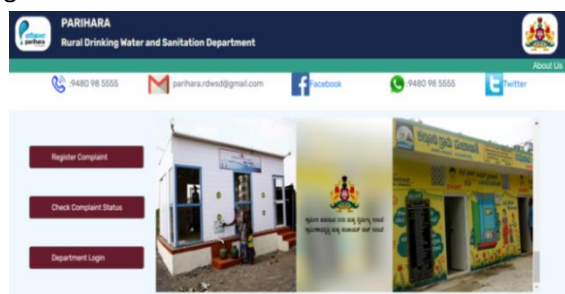 PARIHARA
Rural Drinking Water and Sanitation Department
parihara
About Us
:9480 98 5555
parihara.rdwsd@gmail.com
Facebook
:9480 98 5555
Twitter
Register Complaint
Check Complaint Status
Department Login